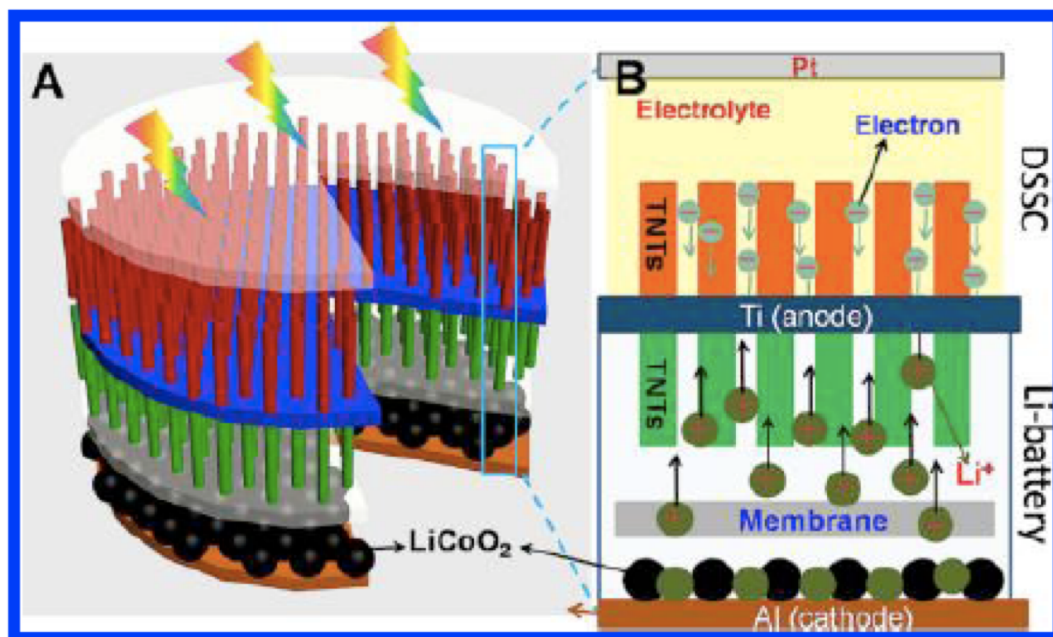 A
B
Pt
Electrolyte
Electron
TNTs
DSSC
Ti (anode)
TNTs
Li-battery
Li⁺
Membrane
LiCoO₂
Al (cathode)